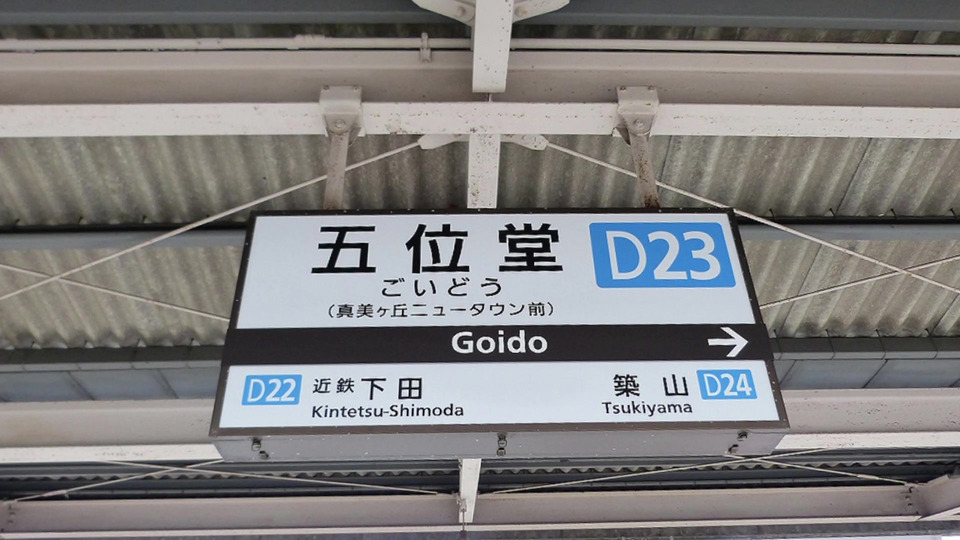 五位堂 D23
ごいどう
(真美ヶ丘ニュータウン前)
Goido →
D22 近鉄下田 築山 D24
Kintetsu-Shimoda Tsukiyama